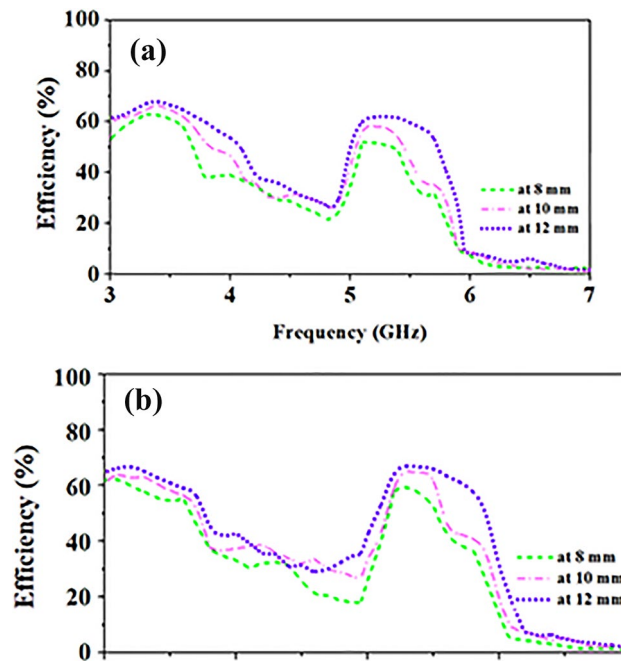 (a)
100
80
60
40
20
0
Efficiency (%)
at 8 mm
at 10 mm
at 12 mm
3 4 5 6 7
Frequency (GHz)
(b)
100
80
60
40
20
0
Efficiency (%)
at 8 mm
at 10 mm
at 12 mm